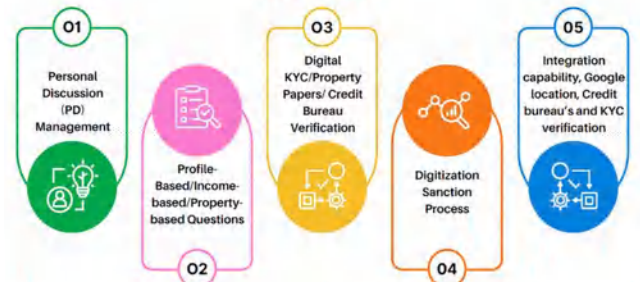 01
Personal
Discussion
(PD)
Management
Profile-
Based/Income-
based/Property-
based Questions
02
03
Digital
KYC/Property
Papers/ Credit
Bureau
Verification
Digitization
Sanction
Process
04
05
Integration
capability, Google
location, Credit
bureau's and KYC
verification